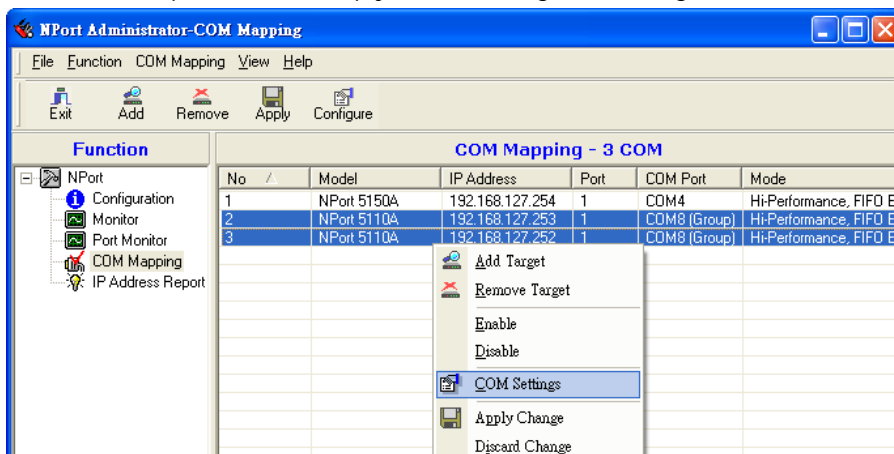 NPort Administrator-COM Mapping
File Function COM Mapping View Help
Exit Add Remove Apply Configure
Function
COM Mapping - 3 COM
NPort
Configuration
Monitor
Port Monitor
COM Mapping
IP Address Report
No Model IP Address Port COM Port Mode
1 NPort 5150A 192.168.127.254 1 COM4 Hi-Performance, FIFO E
2 NPort 5110A 192.168.127.253 1 COM8 (Group) Hi-Performance, FIFO E
3 NPort 5110A 192.168.127.252 1 COM8 (Group) Hi-Performance, FIFO E
Add Target
Remove Target
Enable
Disable
COM Settings
Apply Change
Discard Change